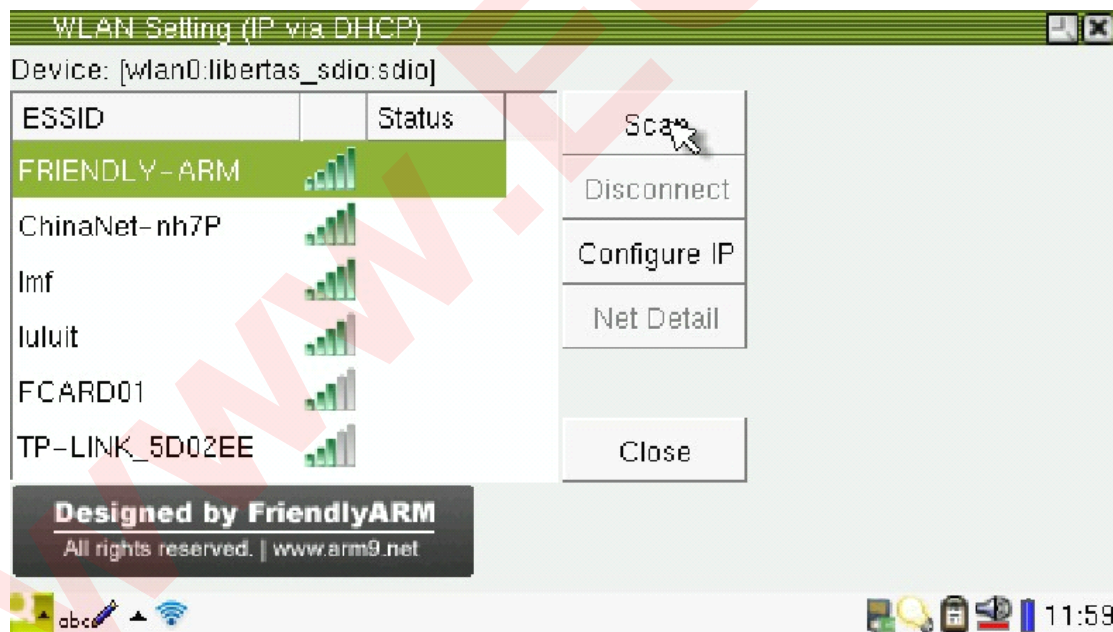 WLAN Setting (IP via DHCP)
Device: [wlan0:libertas_sdio:sdio]
ESSID Status
FRIENDLY-ARM
ChinaNet-nh7P
lmf
luluit
FCARD01
TP-LINK_5D02EE
Scan
Disconnect
Configure IP
Net Detail
Close
Designed by FriendlyARM
All rights reserved. | www.arm9.net
abc
11:59